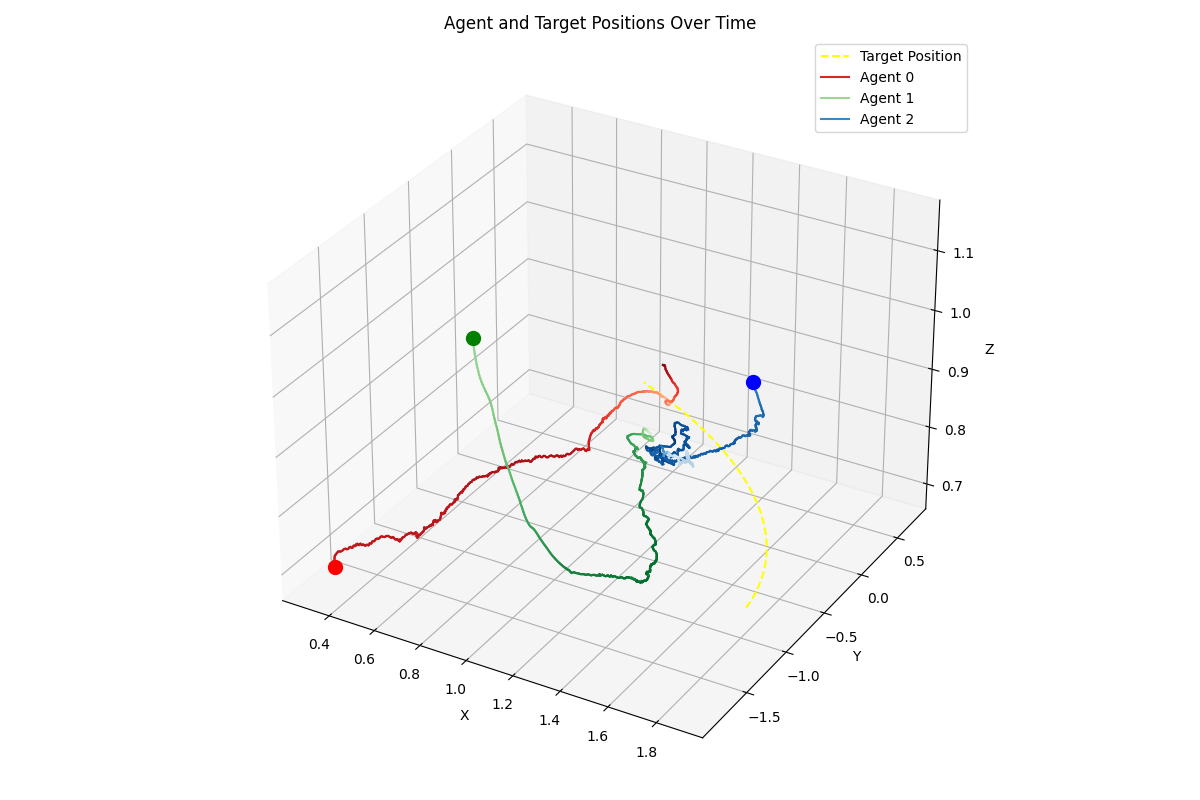 Agent and Target Positions Over Time
Target Position
Agent 0
Agent 1
Agent 2
1.1
1.0
0.9
0.8
0.7
Z
0.5
0.0
−0.5
−1.0
−1.5
Y
0.4
0.6
0.8
1.0
1.2
1.4
1.6
1.8
X